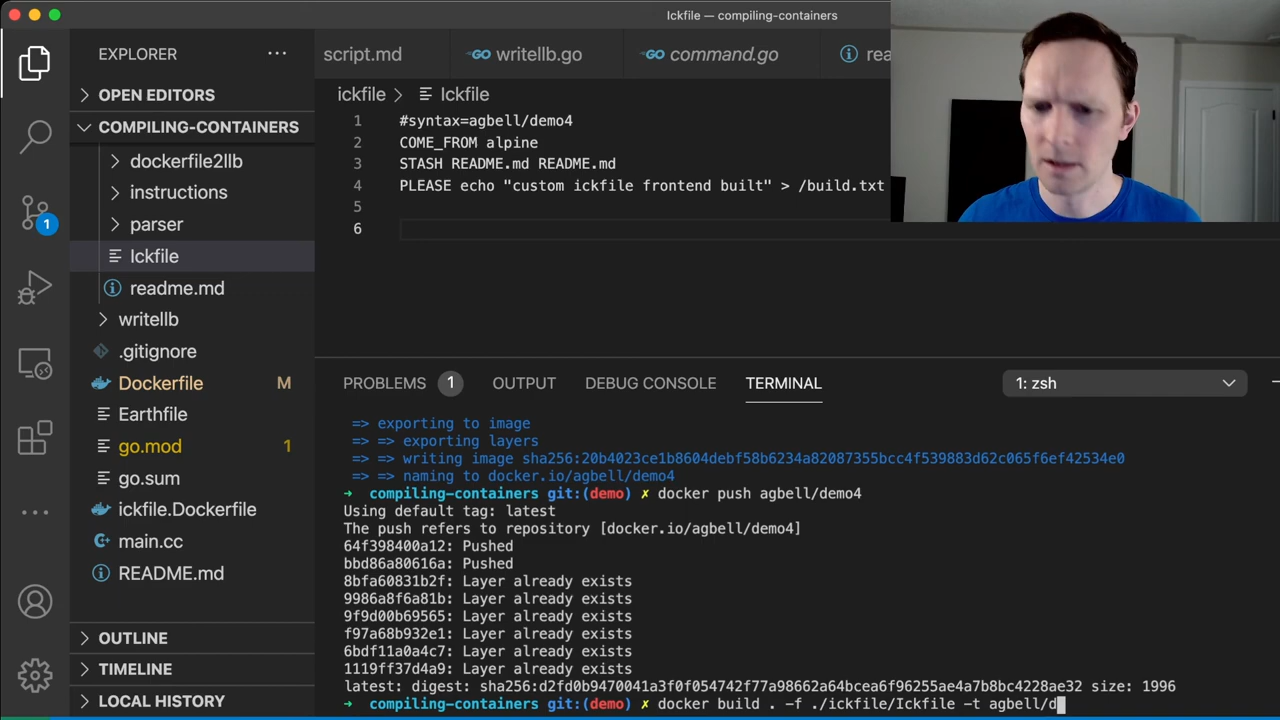 Ickfile — compiling-containers
EXPLORER
OPEN EDITORS
COMPILING-CONTAINERS
dockerfile2llb
instructions
parser
Ickfile
readme.md
writellb
.gitignore
Dockerfile M
Earthfile
go.mod 1
go.sum
ickfile.Dockerfile
main.cc
README.md
OUTLINE
TIMELINE
LOCAL HISTORY
1
script.md
GO writellb.go
GO command.go
rea
ickfile > Ickfile
1 #syntax=agbell/demo4
2 COME_FROM alpine
3 STASH README.md README.md
4 PLEASE echo "custom ickfile frontend built" > /build.txt
5
6
PROBLEMS 1 OUTPUT DEBUG CONSOLE TERMINAL 1: zsh
=> exporting to image
=> => exporting layers
=> => writing image sha256:20b4023ce1b8604debf58b6234a82087355bcc4f539883d62c065f6ef42534e0
=> => naming to docker.io/agbell/demo4
➜ compiling-containers git:(demo) ✗ docker push agbell/demo4
Using default tag: latest
The push refers to repository [docker.io/agbell/demo4]
64f398400a12: Pushed
bbd86a80616a: Pushed
8bfa60831b2f: Layer already exists
9986a8f6a81b: Layer already exists
9f9d00b69565: Layer already exists
f97a68b932e1: Layer already exists
6bdf11a0a4c7: Layer already exists
1119ff37d4a9: Layer already exists
latest: digest: sha256:d2fd0b9470041a3f0f054742f77a98662a64bcea6f96255ae4a7b8bc4228ae32 size: 1996
➜ compiling-containers git:(demo) ✗ docker build . -f ./ickfile/Ickfile -t agbell/d